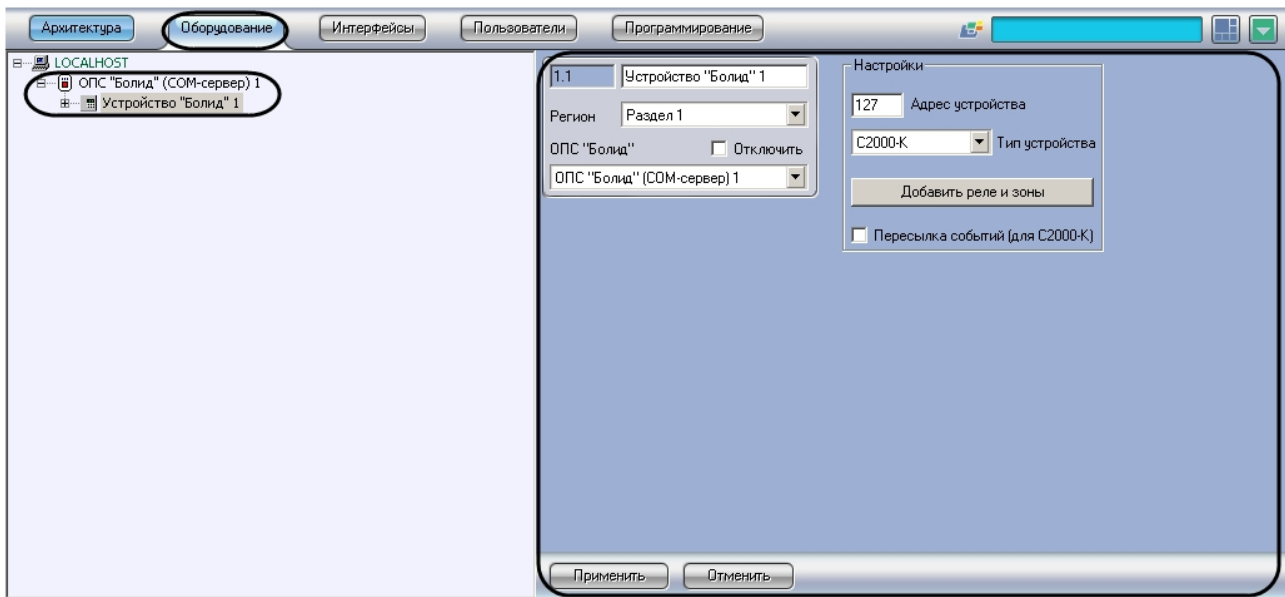 Архитектура
Оборудование
Интерфейсы
Пользователи
Программирование
LOCALHOST
ОПС "Болид" (COM-сервер) 1
Устройство "Болид" 1
1.1
Устройство "Болид" 1
Регион
Раздел 1
ОПС "Болид"
Отключить
ОПС "Болид" (COM-сервер) 1
Настройки
127 Адрес устройства
С2000-К Тип устройства
Добавить реле и зоны
Пересылка событий (для С2000-К)
Применить
Отменить